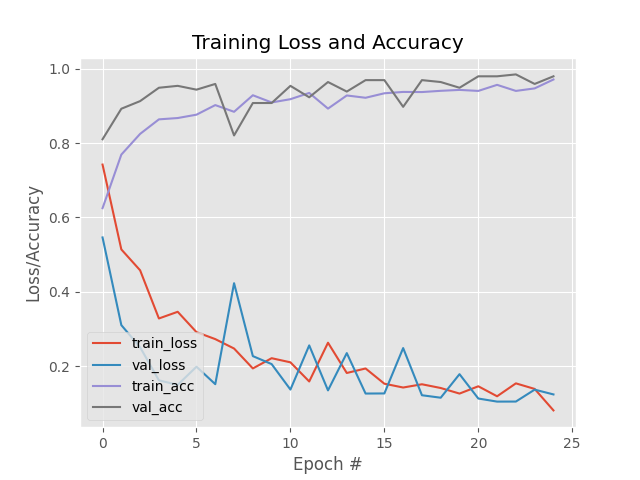 Training Loss and Accuracy
Loss/Accuracy
1.0
0.8
0.6
0.4
0.2
train_loss
val_loss
train_acc
val_acc
0 5 10 15 20 25
Epoch #